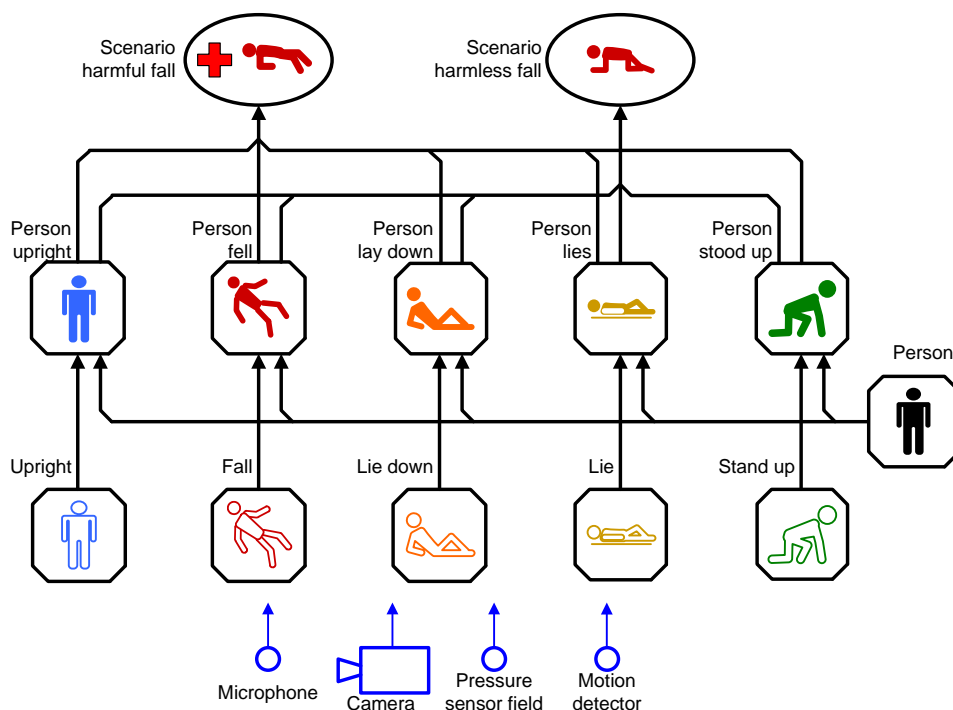 Scenario
harmful fall
Scenario
harmless fall
Person
upright
Person
fell
Person
lay down
Person
lies
Person
stood up
Person
Upright
Fall
Lie down
Lie
Stand up
Microphone
Camera
Pressure
sensor field
Motion
detector